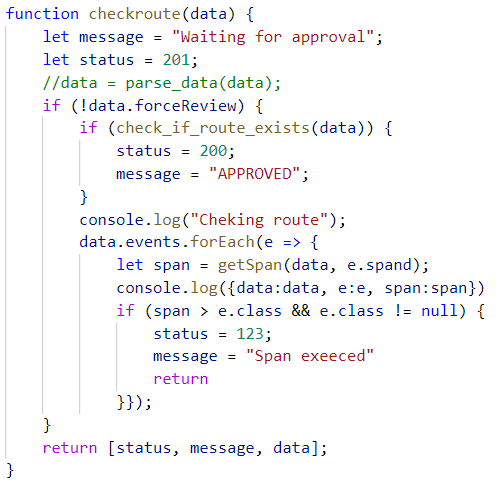 function checkroute(data) {
let message = "Waiting for approval";
let status = 201;
//data = parse_data(data);
if (!data.forceReview) {
if (check_if_route_exists(data)) {
status = 200;
message = "APPROVED";
}
console.log("Cheking route");
data.events.forEach(e => {
let span = getSpan(data, e.spand);
console.log({data:data, e:e, span:span})
if (span > e.class && e.class != null) {
status = 123;
message = "Span exeeced"
return
}});
}
return [status, message, data];
}